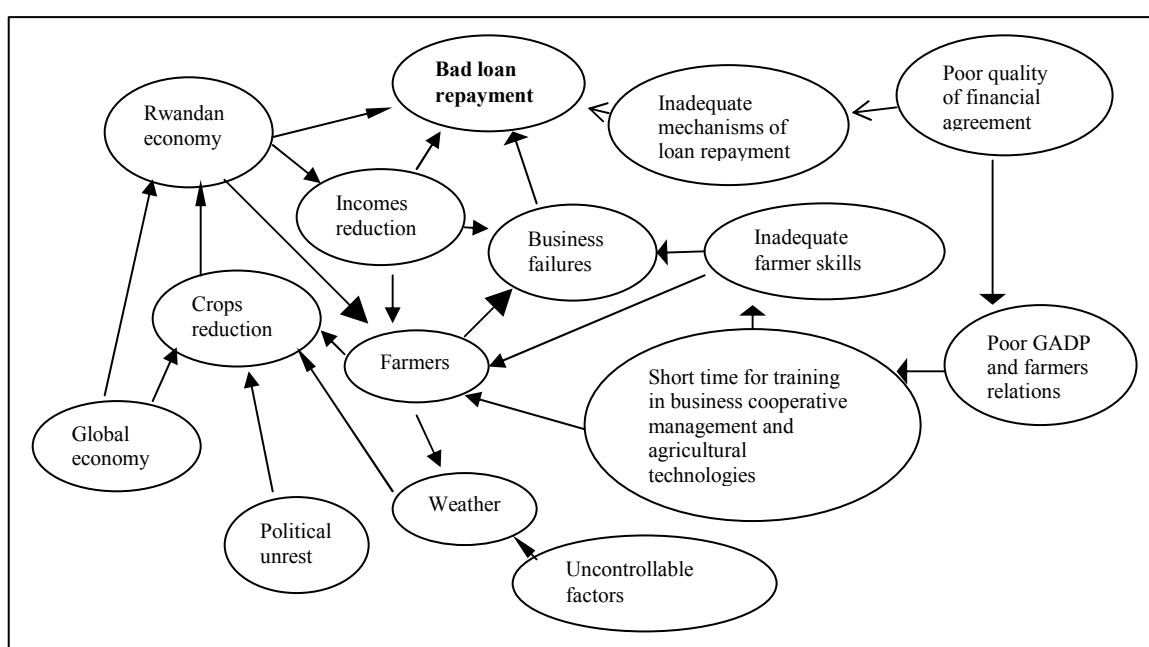 Bad loan
repayment
Rwandan
economy
Inadequate
mechanisms of
loan repayment
Poor quality
of financial
agreement
Incomes
reduction
Business
failures
Inadequate
farmer skills
Crops
reduction
Farmers
Poor GADP
and farmers
relations
Short time for training
in business cooperative
management and
agricultural
technologies
Global
economy
Weather
Political
unrest
Uncontrollable
factors